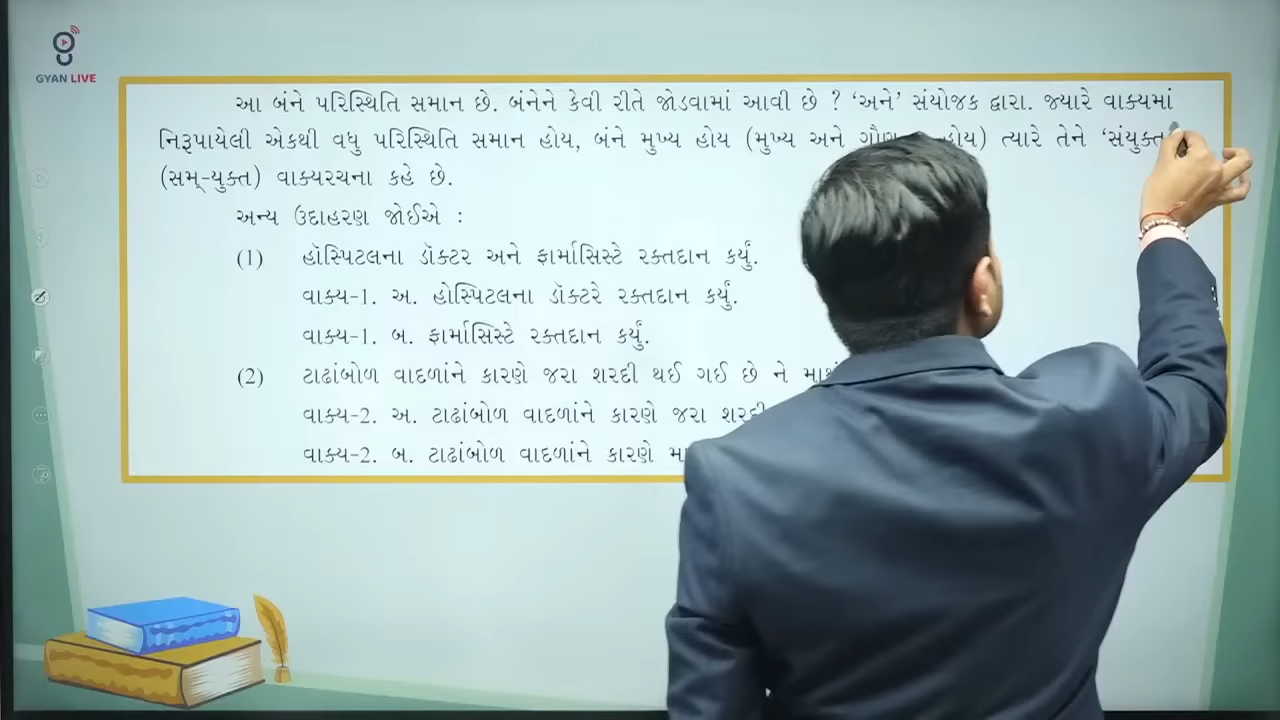 GYAN LIVE
આ બંને પરિસ્થિતિ સમાન છે. બંનેને કેવી રીતે જોડવામાં આવી છે ? ‘અને’ સંયોજક દ્વારા. જ્યારે વાક્યમાં
નિરૂપાયેલી એકથી વધુ પરિસ્થિતિ સમાન હોય, બંને મુખ્ય હોય (મુખ્ય અને હોય) ત્યારે તેને ‘સંયુક્ત
(સમ્-યુક્ત) વાક્યરચના કહે છે.
અન્ય ઉદાહરણ જોઈએ :
(1) હૉસ્પિટલના ડૉક્ટર અને ફાર્માસિસ્ટે રક્તદાન કર્યું.
વાક્ય-1. અ. હોસ્પિટલના ડૉક્ટરે રક્તદાન કર્યું.
વાક્ય-1. બ. ફાર્માસિસ્ટે રક્તદાન કર્યું.
(2) ટાઢાંબોળ વાદળાંને કારણે જરા શરદી થઈ ગઈ છે ને
વાક્ય-2. અ. ટાઢાંબોળ વાદળાંને કારણે જરા શરદી
વાક્ય-2. બ. ટાઢાંબોળ વાદળાંને કારણે